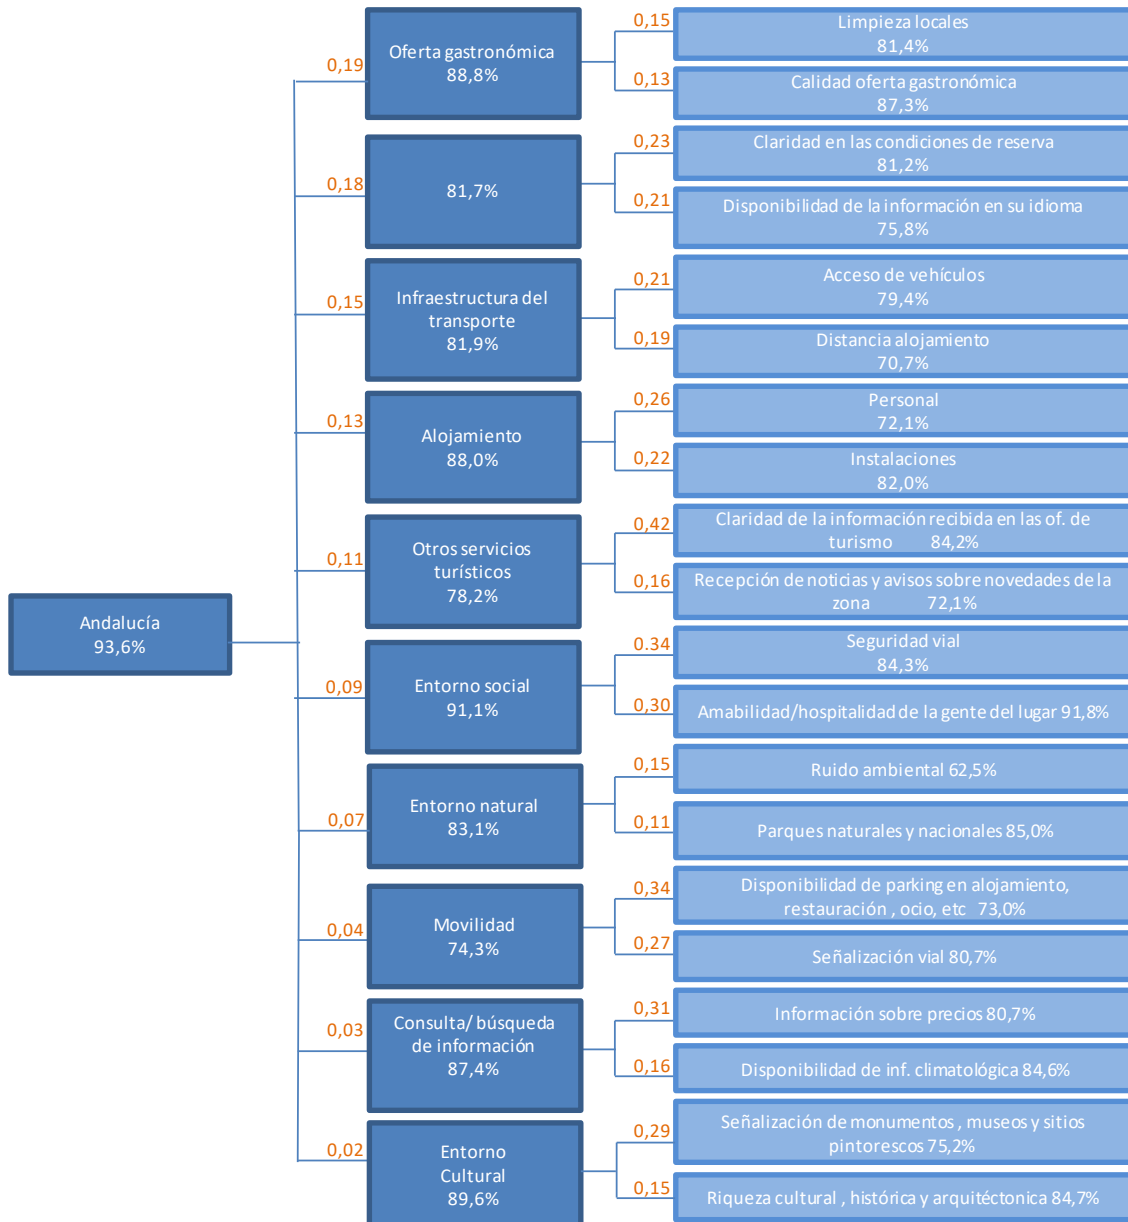 Andalucía
93,6%
0,19
Oferta gastronómica
88,8%
0,15
Limpieza locales
81,4%
0,13
Calidad oferta gastronómica
87,3%
0,18
81,7%
0,23
Claridad en las condiciones de reserva
81,2%
0,21
Disponibilidad de la información en su idioma
75,8%
0,15
Infraestructura del
transporte
81,9%
0,21
Acceso de vehículos
79,4%
0,19
Distancia alojamiento
70,7%
0,13
Alojamiento
88,0%
0,26
Personal
72,1%
0,22
Instalaciones
82,0%
0,11
Otros servicios
turísticos
78,2%
0,42
Claridad de la información recibida en las of. de
turismo 84,2%
0,16
Recepción de noticias y avisos sobre novedades de la
zona 72,1%
0,09
Entorno social
91,1%
0.34
Seguridad vial
84,3%
0,30
Amabilidad/hospitalidad de la gente del lugar 91,8%
0,07
Entorno natural
83,1%
0,15
Ruido ambiental 62,5%
0,11
Parques naturales y nacionales 85,0%
0,04
Movilidad
74,3%
0,34
Disponibilidad de parking en alojamiento,
restauración , ocio, etc 73,0%
0,27
Señalización vial 80,7%
0,03
Consulta/ búsqueda
de información
87,4%
0,31
Información sobre precios 80,7%
0,16
Disponibilidad de inf. climatológica 84,6%
0,02
Entorno
Cultural
89,6%
0,29
Señalización de monumentos , museos y sitios
pintorescos 75,2%
0,15
Riqueza cultural , histórica y arquitéctonica 84,7%